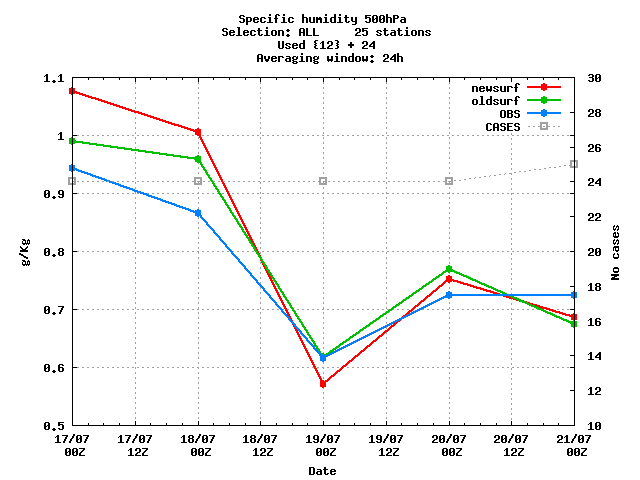 Specific humidity 500hPa
Selection: ALL     25 stations
Used {12} + 24
Averaging window: 24h
newsurf
oldsurf
OBS
CASES
1,1
1
0,9
0,8
0,7
0,6
0,5
g/Kg
30
28
26
24
22
20
18
16
14
12
10
No cases
17/07 17/07 18/07 18/07 19/07 19/07 20/07 20/07 21/07
00Z 12Z 00Z 12Z 00Z 12Z 00Z 12Z 00Z
Date